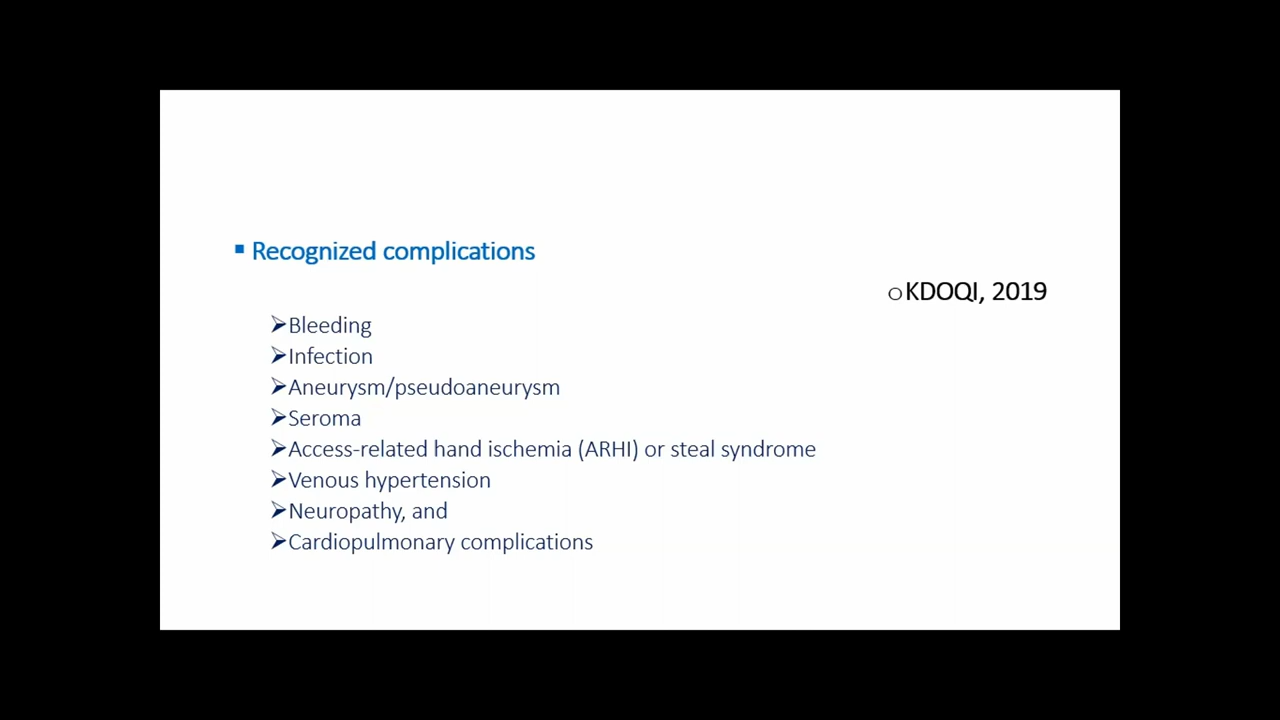 ▪ Recognized complications
○KDOQI, 2019
➢Bleeding
➢Infection
➢Aneurysm/pseudoaneurysm
➢Seroma
➢Access-related hand ischemia (ARHI) or steal syndrome
➢Venous hypertension
➢Neuropathy, and
➢Cardiopulmonary complications